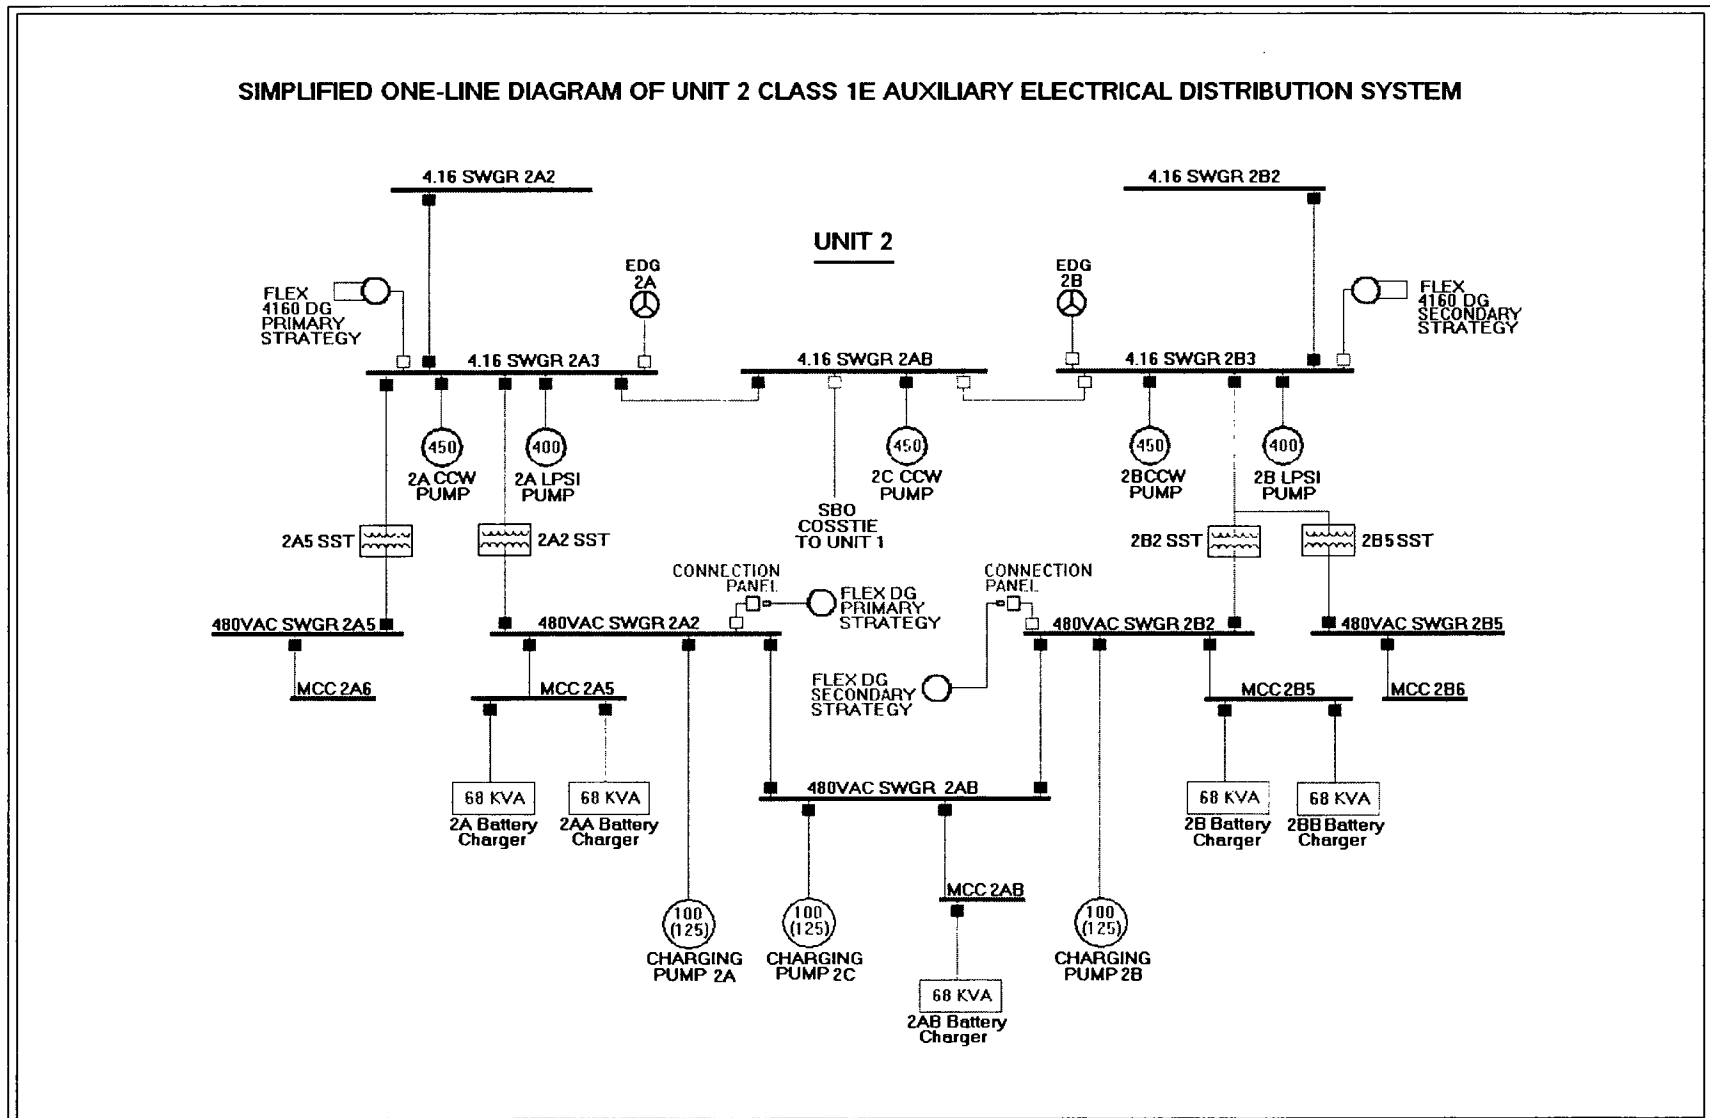 SIMPLIFIED ONE-LINE DIAGRAM OF UNIT 2 CLASS 1E AUXILIARY ELECTRICAL DISTRIBUTION SYSTEM
4.16 SWGR 2A2
4.16 SWGR 2B2
UNIT 2
FLEX
4160 DG
PRIMARY
STRATEGY
EDG
2A
EDG
2B
FLEX
4160 DG
SECONDARY
STRATEGY
4.16 SWGR 2A3
4.16 SWGR 2AB
4.16 SWGR 2B3
450
2A CCW
PUMP
400
2A LPSI
PUMP
450
2C CCW
PUMP
450
2BCCW
PUMP
400
2B LPSI
PUMP
SBO
COSSTIE
TO UNIT 1
2A5 SST
2A2 SST
2B2 SST
2B5 SST
CONNECTION
PANEL
FLEX DG
PRIMARY
STRATEGY
CONNECTION
PANEL
480VAC SWGR 2A5
480VAC SWGR 2A2
480VAC SWGR 2B2
480VAC SWGR 2B5
FLEX DG
SECONDARY
STRATEGY
MCC 2A6
MCC 2A5
MCC 2B5
MCC 2B6
480VAC SWGR 2AB
68 KVA
2A Battery
Charger
68 KVA
2AA Battery
Charger
68 KVA
2B Battery
Charger
68 KVA
2BB Battery
Charger
MCC 2AB
100
(125)
CHARGING
PUMP 2A
100
(125)
CHARGING
PUMP 2C
100
(125)
CHARGING
PUMP 2B
68 KVA
2AB Battery
Charger